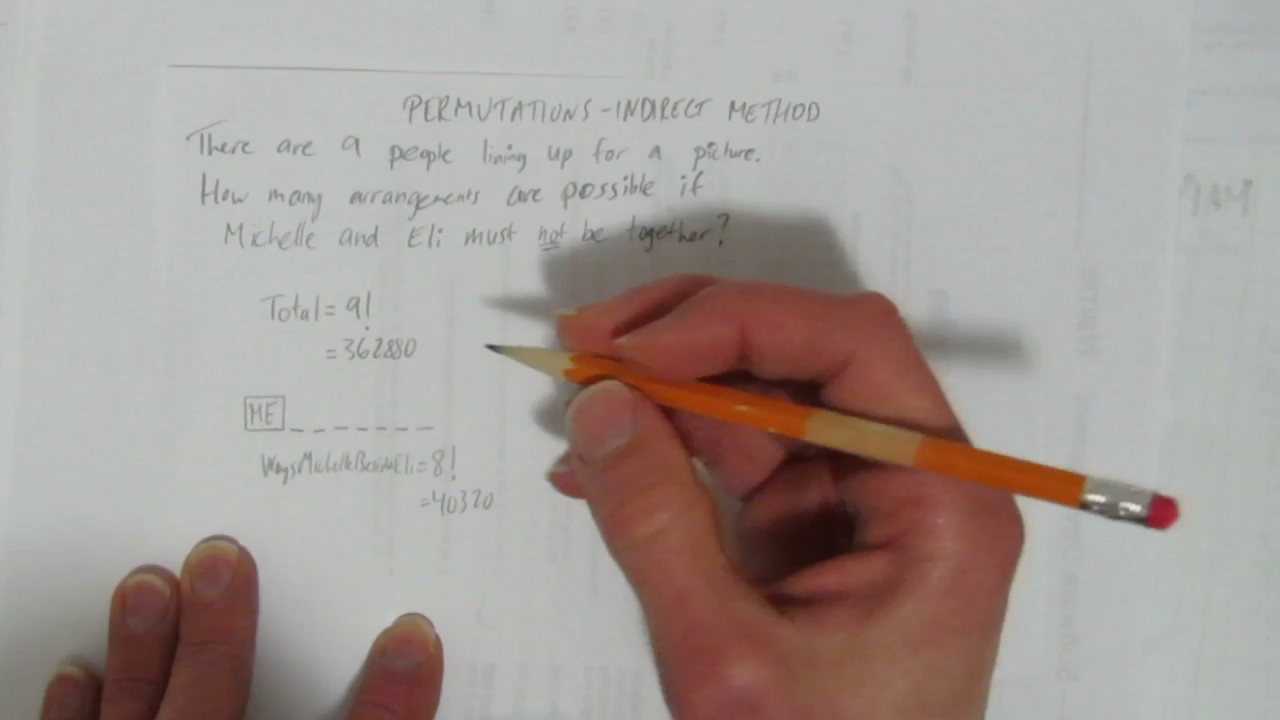 PERMUTATIONS - INDIRECT METHOD
There are 9 people lining up for a picture.
How many arrangements are possible if
Michelle and Eli must not be together?
Total = 9!
= 362880
ME _ _ _ _ _ _ _
WaysMichelleBesideEli = 8!
= 40320